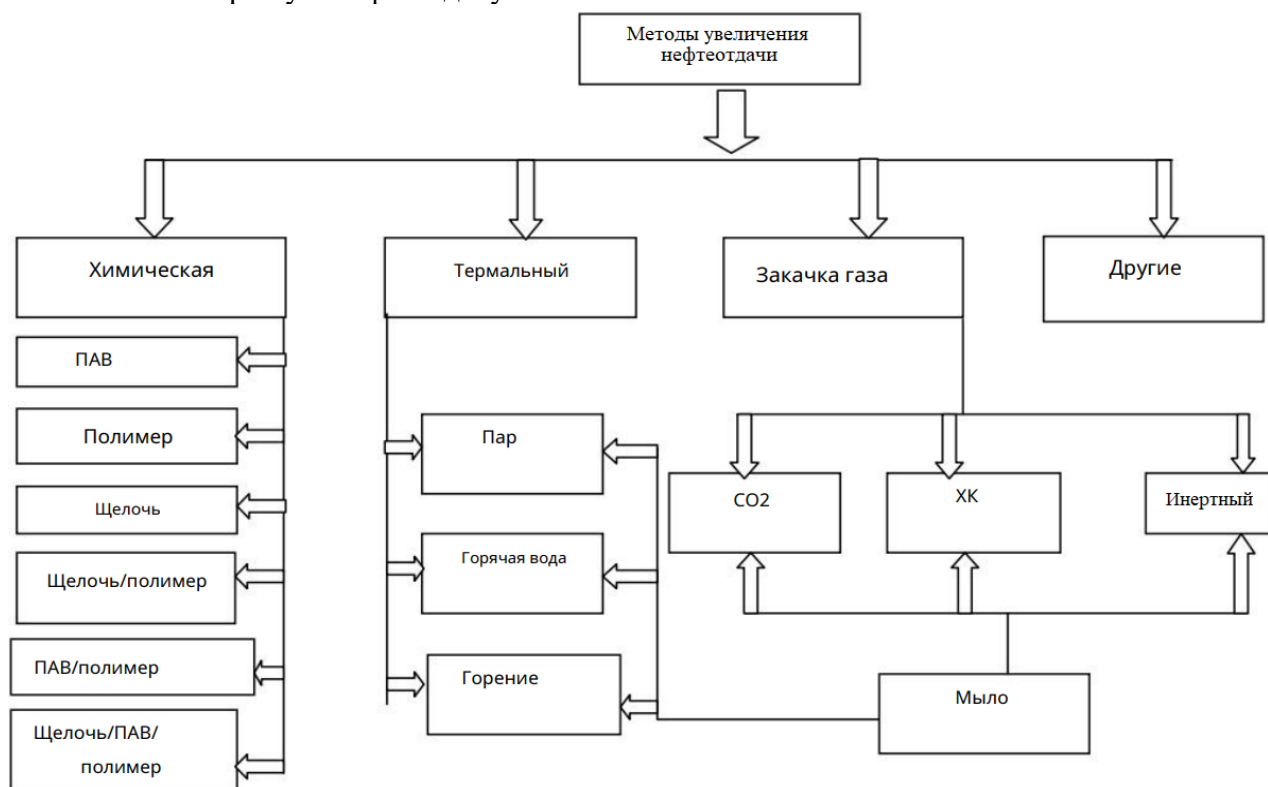 Методы увеличения
нефтеотдачи
Химическая
Термальный
Закачка газа
Другие
ПАВ
Полимер
Щелочь
Щелочь/полимер
ПАВ/полимер
Щелочь/ПАВ/
полимер
Пар
Горячая вода
Горение
CO2
ХК
Инертный
Мыло